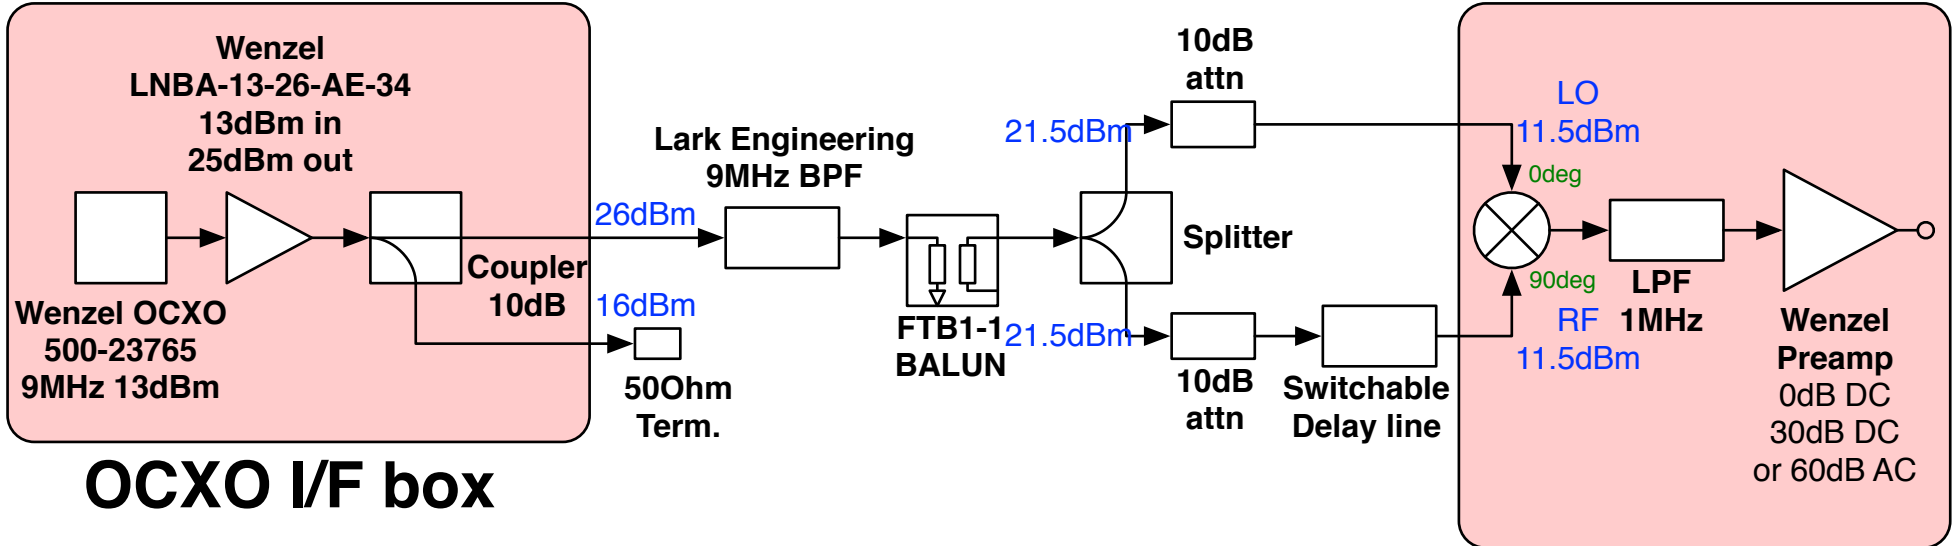 Wenzel
LNBA-13-26-AE-34
13dBm in
25dBm out
Wenzel OCXO
500-23765
9MHz 13dBm
Coupler
10dB
OCXO I/F box
26dBm
16dBm
50Ohm
Term.
Lark Engineering
9MHz BPF
FTB1-1
BALUN
21.5dBm
21.5dBm
Splitter
10dB
attn
10dB
attn
Switchable
Delay line
LO
11.5dBm
0deg
90deg
RF
11.5dBm
LPF
1MHz
Wenzel
Preamp
0dB DC
30dB DC
or 60dB AC